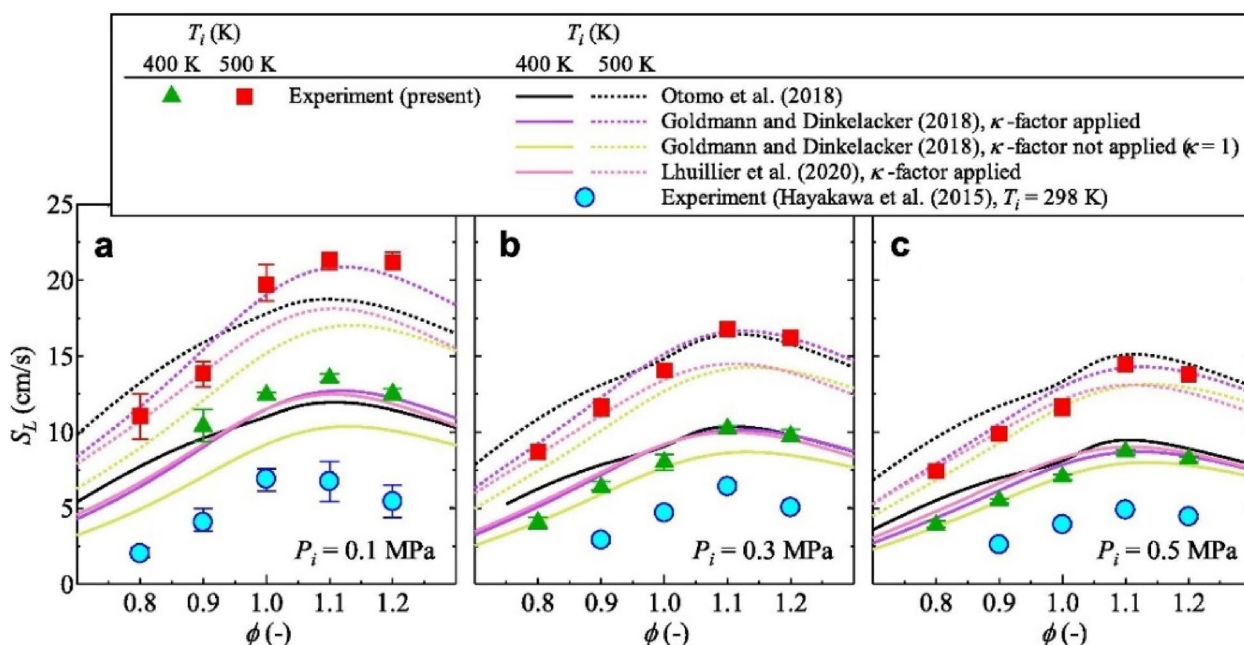 T_i (K) T_i (K)
400 K 500 K 400 K 500 K
Experiment (present) Otomo et al. (2018)
Goldmann and Dinkelacker (2018), κ-factor applied
Goldmann and Dinkelacker (2018), κ-factor not applied (κ = 1)
Lhuillier et al. (2020), κ-factor applied
Experiment (Hayakawa et al. (2015), T_i = 298 K)
25
20
15
10
5
0
S_L (cm/s)
a
P_i = 0.1 MPa
0.8 0.9 1.0 1.1 1.2
ϕ (-)
b
P_i = 0.3 MPa
0.8 0.9 1.0 1.1 1.2
ϕ (-)
c
P_i = 0.5 MPa
0.8 0.9 1.0 1.1 1.2
ϕ (-)